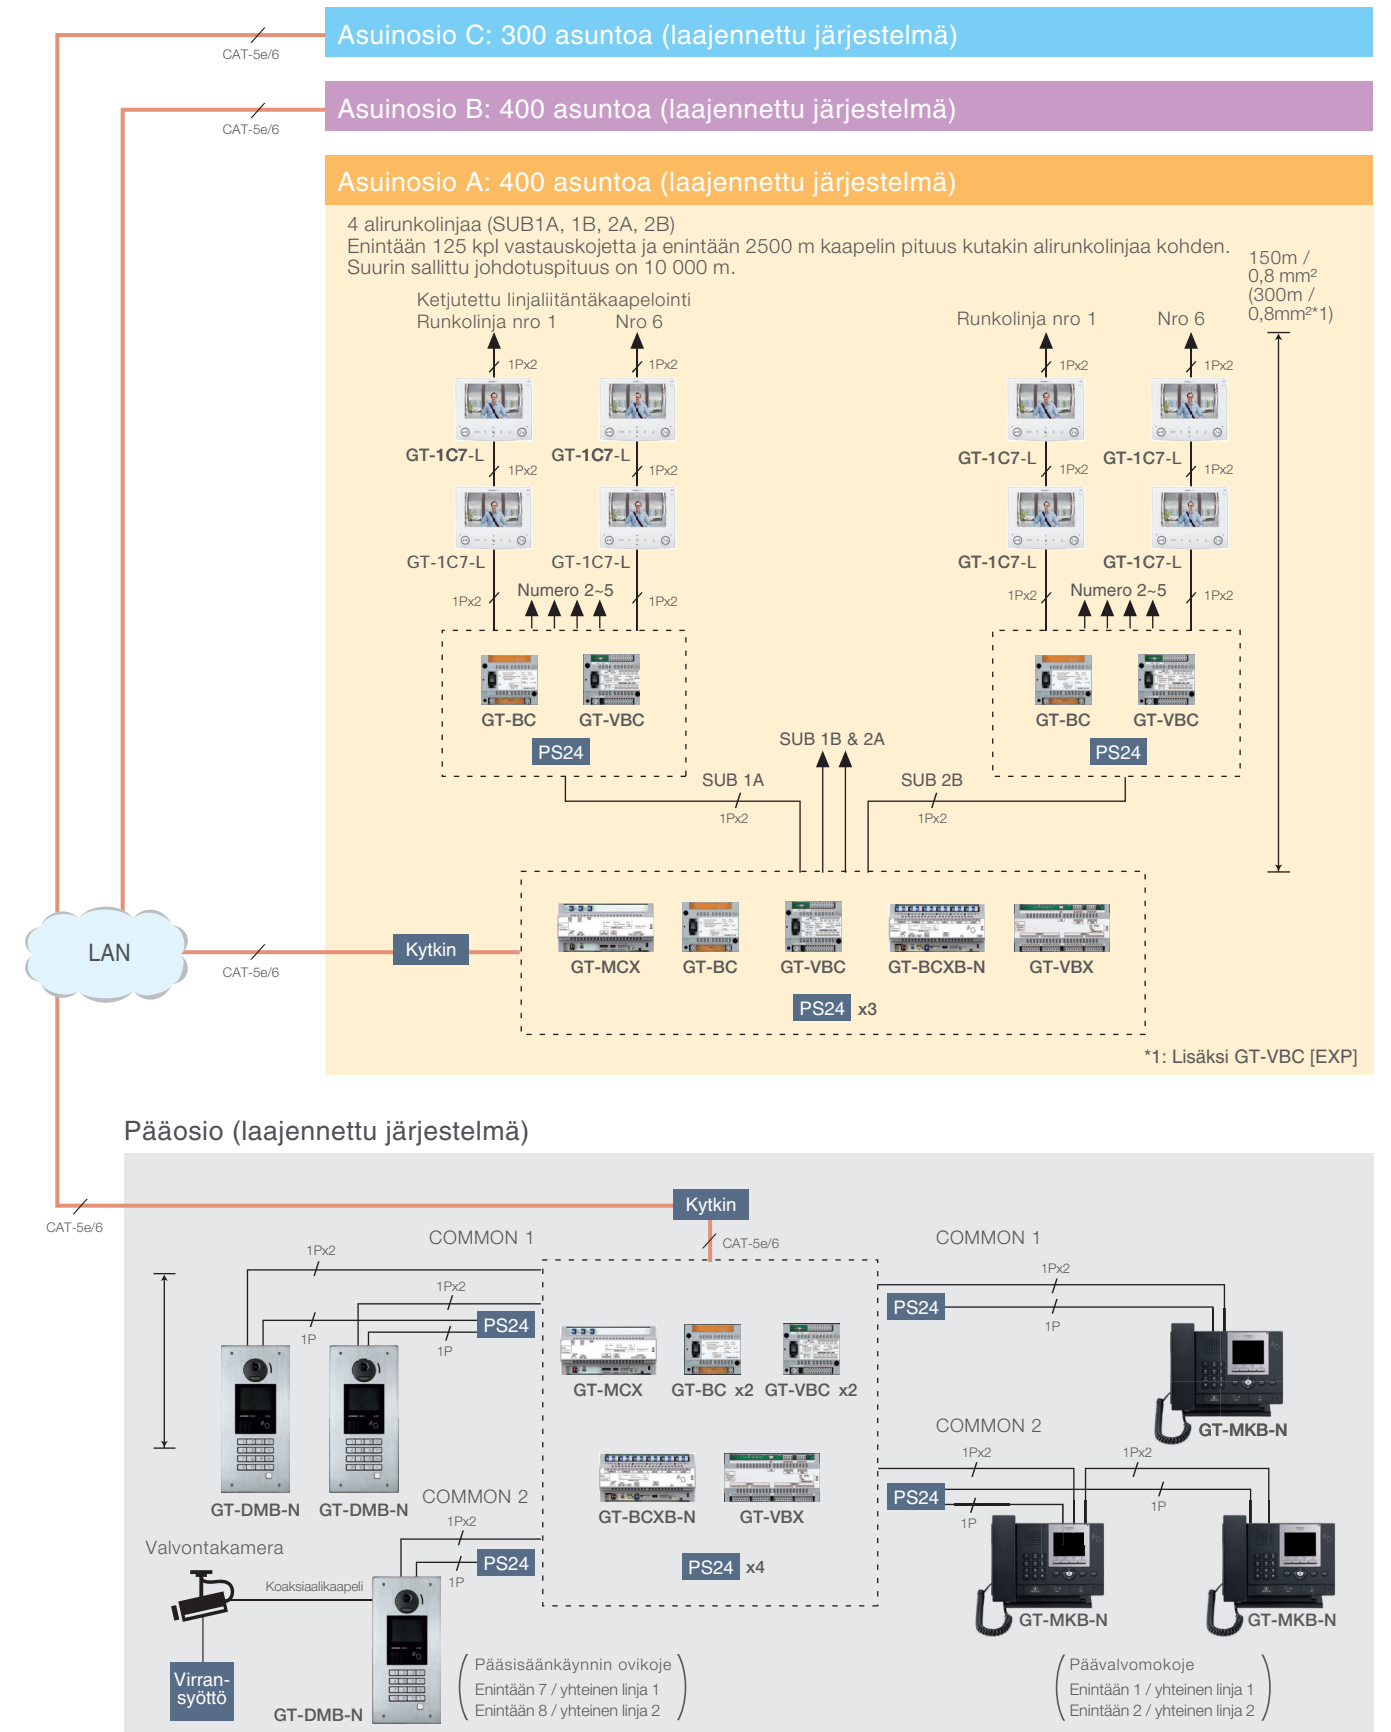 Asuinosio C: 300 asuntoa (laajennettu järjestelmä)
CAT-5e/6
Asuinosio B: 400 asuntoa (laajennettu järjestelmä)
CAT-5e/6
Asuinosio A: 400 asuntoa (laajennettu järjestelmä)
4 alirunkolinjaa (SUB1A, 1B, 2A, 2B)
Enintään 125 kpl vastauskojetta ja enintään 2500 m kaapelin pituus kutakin alirunkolinjaa kohden.
Suurin sallittu johdotuspituus on 10 000 m.
150m /
0,8 mm²
(300m /
0,8mm²*1)
Ketjutettu linjaliitäntäkaapelointi
Runkolinja nro 1 Nro 6
Runkolinja nro 1 Nro 6
1Px2 1Px2 1Px2 1Px2
GT-1C7-L GT-1C7-L GT-1C7-L GT-1C7-L
1Px2 1Px2 1Px2 1Px2
GT-1C7-L GT-1C7-L GT-1C7-L GT-1C7-L
1Px2 Numero 2~5 1Px2 1Px2 Numero 2~5 1Px2
GT-BC GT-VBC GT-BC GT-VBC
PS24 PS24
SUB 1B & 2A
SUB 1A SUB 2B
1Px2 1Px2
LAN
CAT-5e/6
Kytkin
GT-MCX GT-BC GT-VBC GT-BCXB-N GT-VBX
PS24 x3
*1: Lisäksi GT-VBC [EXP]
Pääosio (laajennettu järjestelmä)
CAT-5e/6
Kytkin
CAT-5e/6
COMMON 1
1Px2
1Px2
1P
1P
PS24
GT-DMB-N GT-DMB-N
COMMON 2
1Px2
1P
PS24
Valvontakamera
Koaksiaalikaapeli
Virran-
syöttö
GT-DMB-N
Pääsisäänkäynnin ovikoje
Enintään 7 / yhteinen linja 1
Enintään 8 / yhteinen linja 2
GT-MCX GT-BC x2 GT-VBC x2
GT-BCXB-N GT-VBX
PS24 x4
COMMON 1
1Px2
PS24
1P
GT-MKB-N
COMMON 2
1Px2 1Px2
PS24
1P 1P
GT-MKB-N GT-MKB-N
Päävalvomokoje
Enintään 1 / yhteinen linja 1
Enintään 2 / yhteinen linja 2